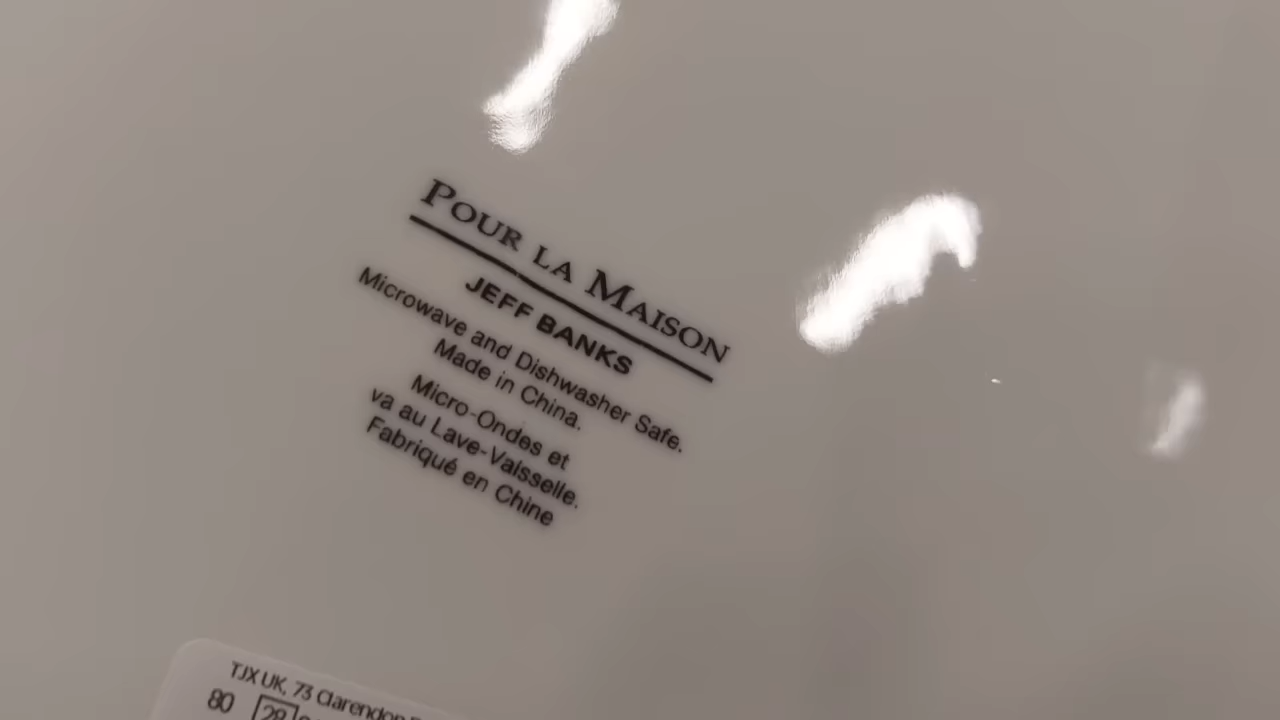 POUR LA MAISON
JEFF BANKS
Microwave and Dishwasher Safe.
Made in China.
Micro-Ondes et
va au Lave-Vaisselle.
Fabriqué en Chine
TJX UK, 73 Clarendon
80 28